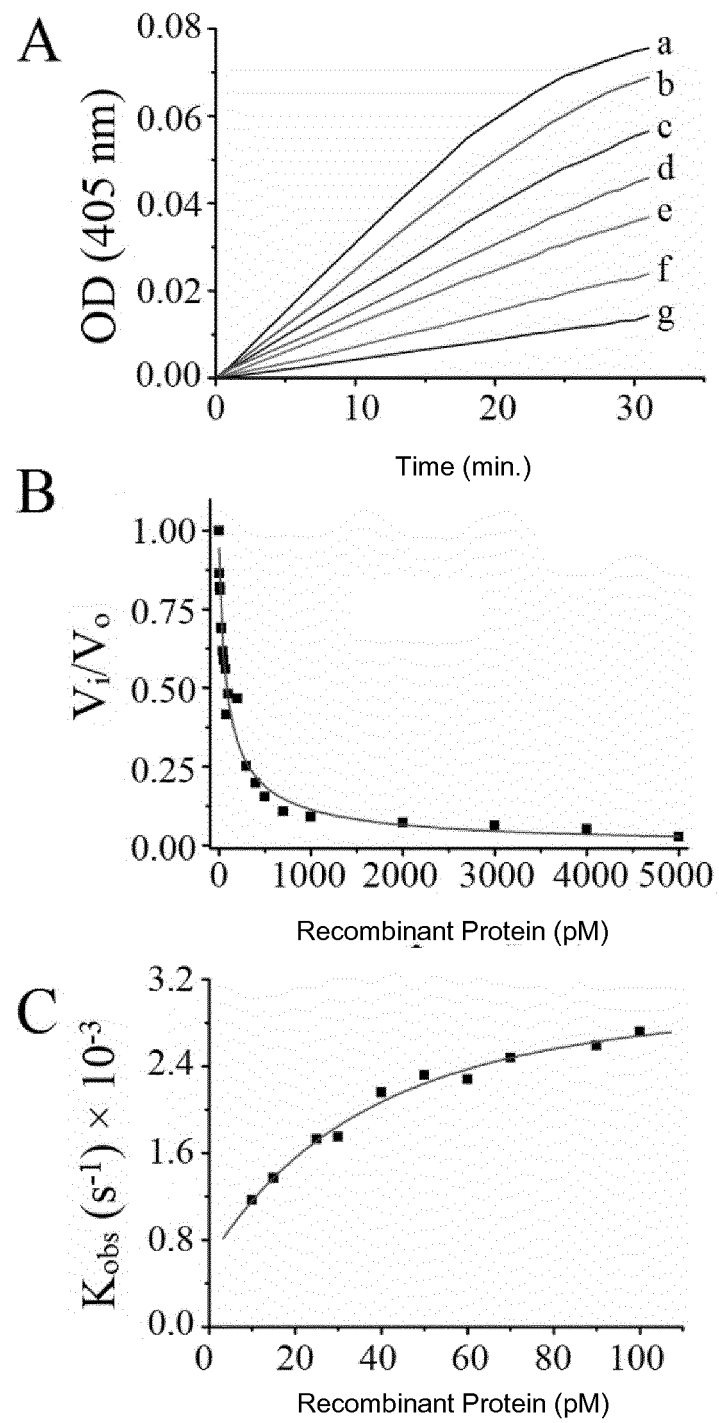 A
OD (405 nm)
0.08
0.06
0.04
0.02
0.00
a
b
c
d
e
f
g
0 10 20 30
Time (min.)
B
Vi/Vo
1.00
0.75
0.50
0.25
0.00
0 1000 2000 3000 4000 5000
Recombinant Protein (pM)
C
Kobs (s⁻¹) × 10⁻³
3.2
2.4
1.6
0.8
0.0
0 20 40 60 80 100
Recombinant Protein (pM)